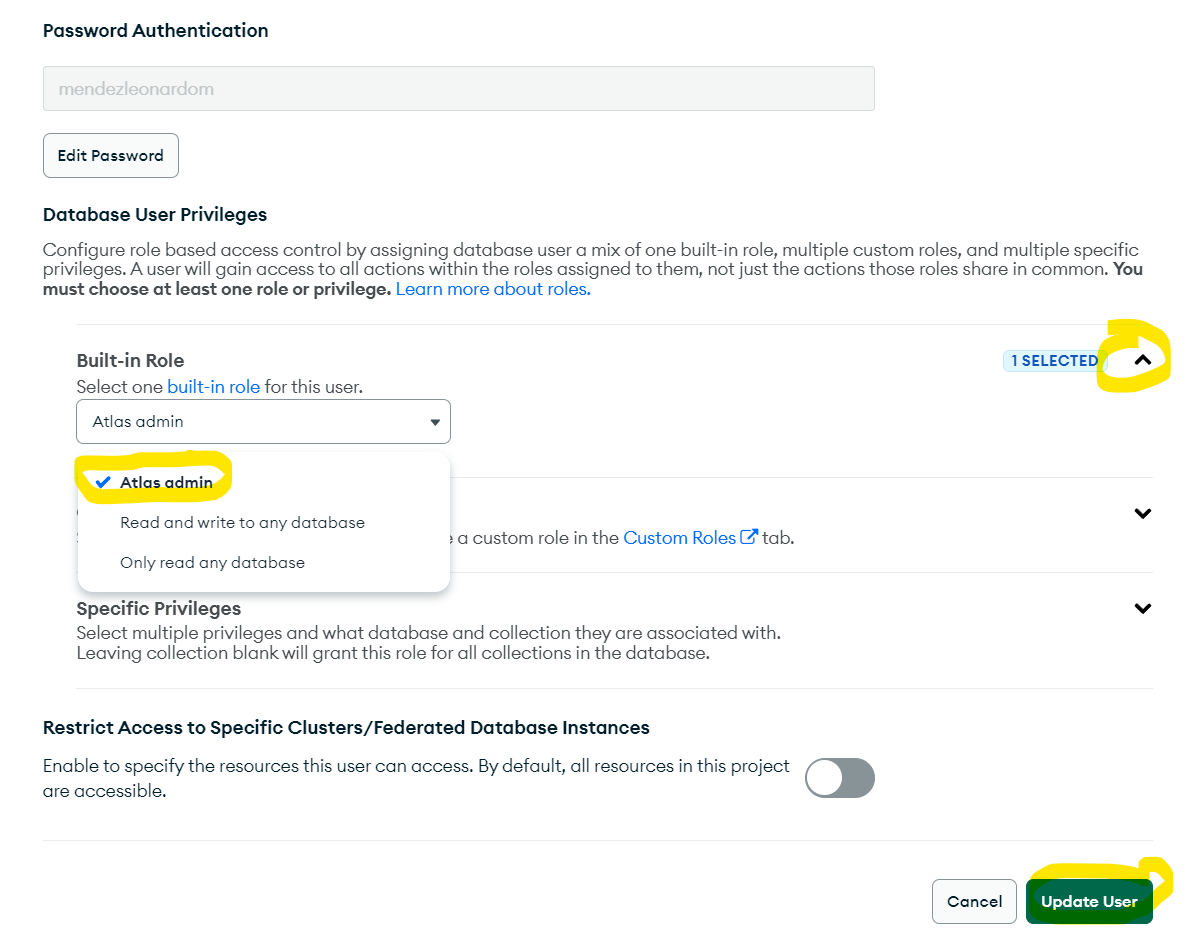 Password Authentication
mendezleonardom
Edit Password
Database User Privileges
Configure role based access control by assigning database user a mix of one built-in role, multiple custom roles, and multiple specific
privileges. A user will gain access to all actions within the roles assigned to them, not just the actions those roles share in common. You
must choose at least one role or privilege. Learn more about roles.
Built-in Role
1 SELECTED
Select one built-in role for this user.
Atlas admin
Atlas admin
Read and write to any database
a custom role in the Custom Roles tab.
Only read any database
Specific Privileges
Select multiple privileges and what database and collection they are associated with.
Leaving collection blank will grant this role for all collections in the database.
Restrict Access to Specific Clusters/Federated Database Instances
Enable to specify the resources this user can access. By default, all resources in this project
are accessible.
Cancel
Update User